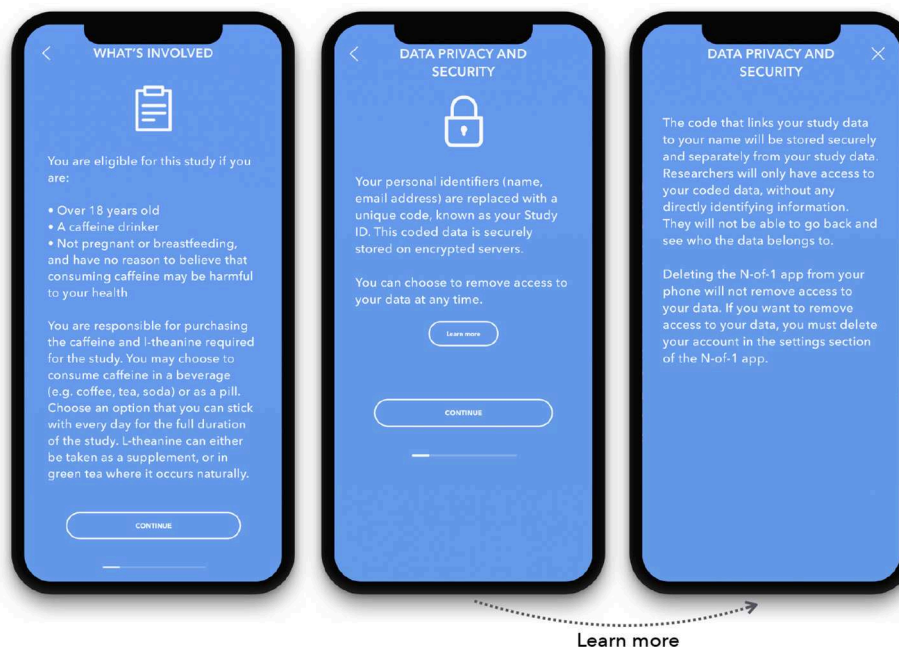 WHAT'S INVOLVED
You are eligible for this study if you
are:
• Over 18 years old
• A caffeine drinker
• Not pregnant or breastfeeding,
and have no reason to believe that
consuming caffeine may be harmful
to your health
You are responsible for purchasing
the caffeine and l-theanine required
for the study. You may choose to
consume caffeine in a beverage
(e.g. coffee, tea, soda) or as a pill.
Choose an option that you can stick
with every day for the full duration
of the study. L-theanine can either
be taken as a supplement, or in
green tea where it occurs naturally.
CONTINUE
DATA PRIVACY AND
SECURITY
Your personal identifiers (name,
email address) are replaced with a
unique code, known as your Study
ID. This coded data is securely
stored on encrypted servers.
You can choose to remove access to
your data at any time.
Learn more
CONTINUE
DATA PRIVACY AND
SECURITY
The code that links your study data
to your name will be stored securely
and separately from your study data.
Researchers will only have access to
your coded data, without any
directly identifying information.
They will not be able to go back and
see who the data belongs to.
Deleting the N-of-1 app from your
phone will not remove access to
your data. If you want to remove
access to your data, you must delete
your account in the settings section
of the N-of-1 app.
Learn more